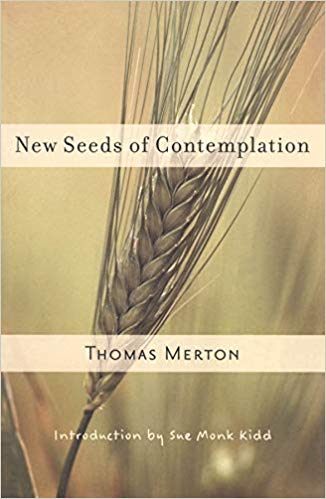 New Seeds of Contemplation
Thomas Merton
Introduction by Sue Monk Kidd